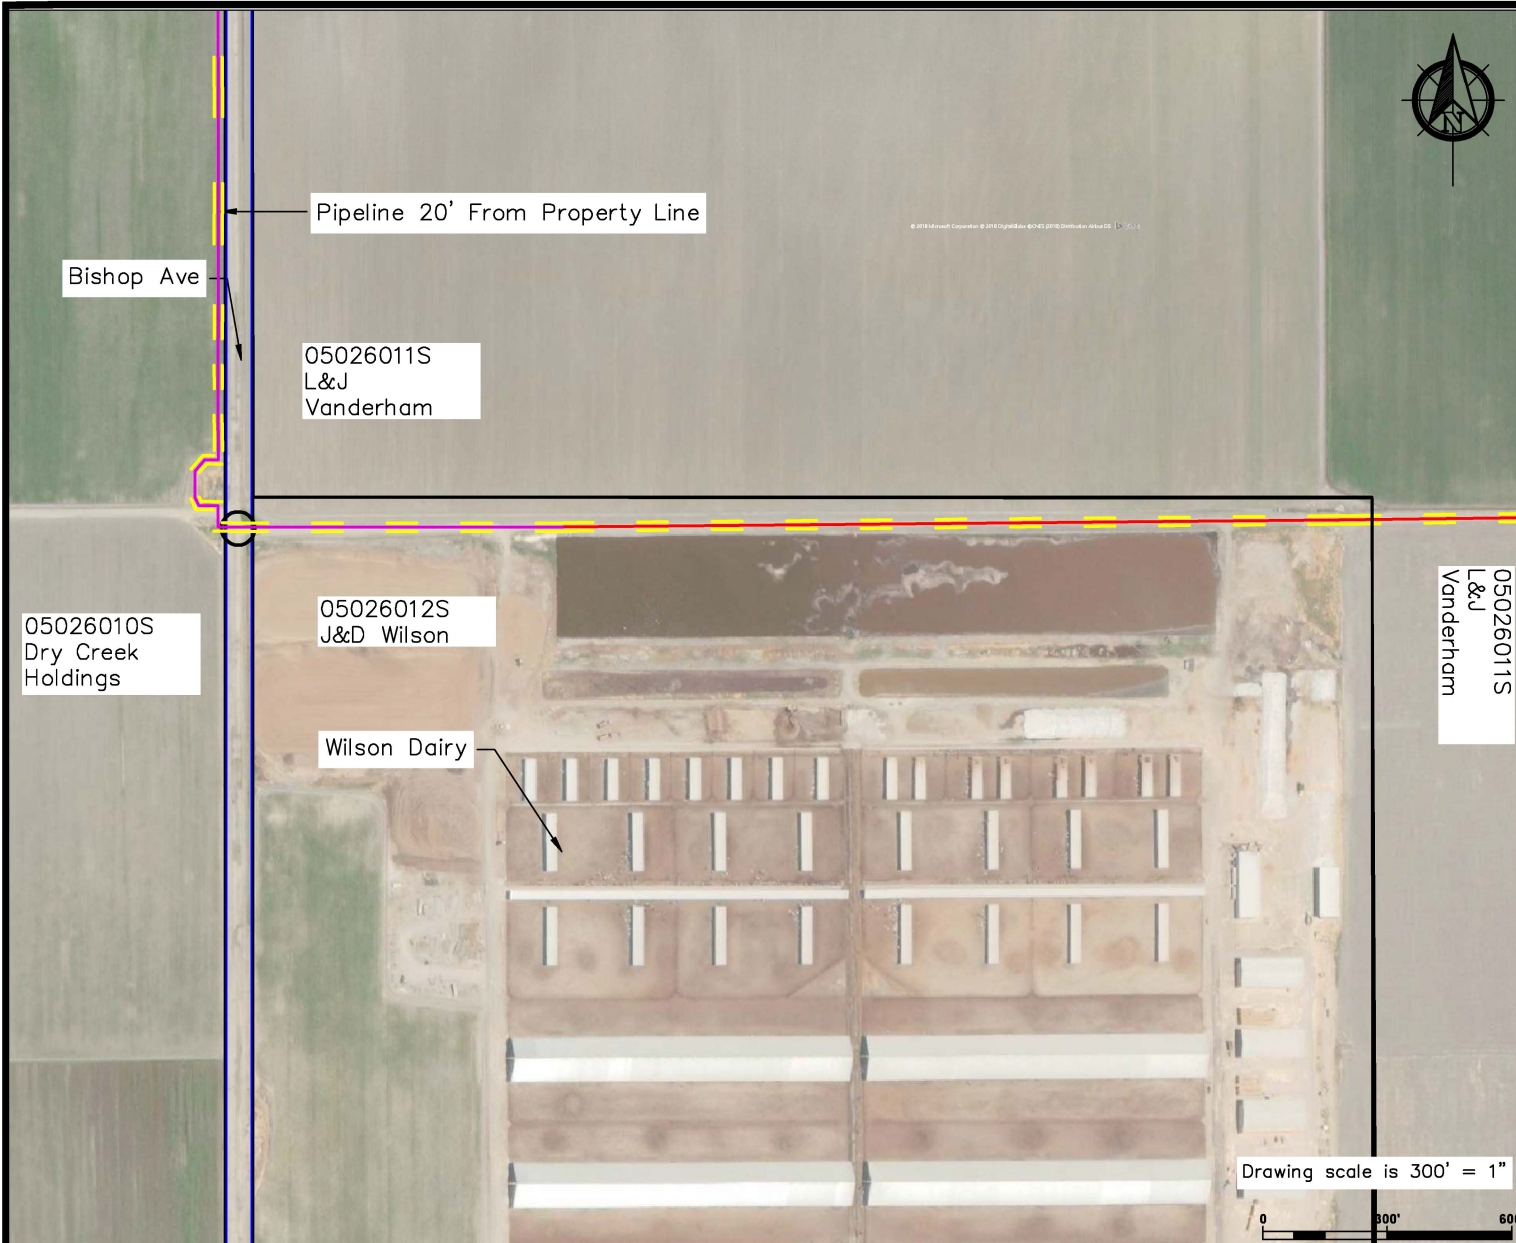 N
Pipeline 20' From Property Line
Bishop Ave
05026011S
L&J
Vanderham
05026010S
Dry Creek
Holdings
05026012S
J&D Wilson
05026011S
L&J
Vanderham
Wilson Dairy
Drawing scale is 300' = 1"
0 300'